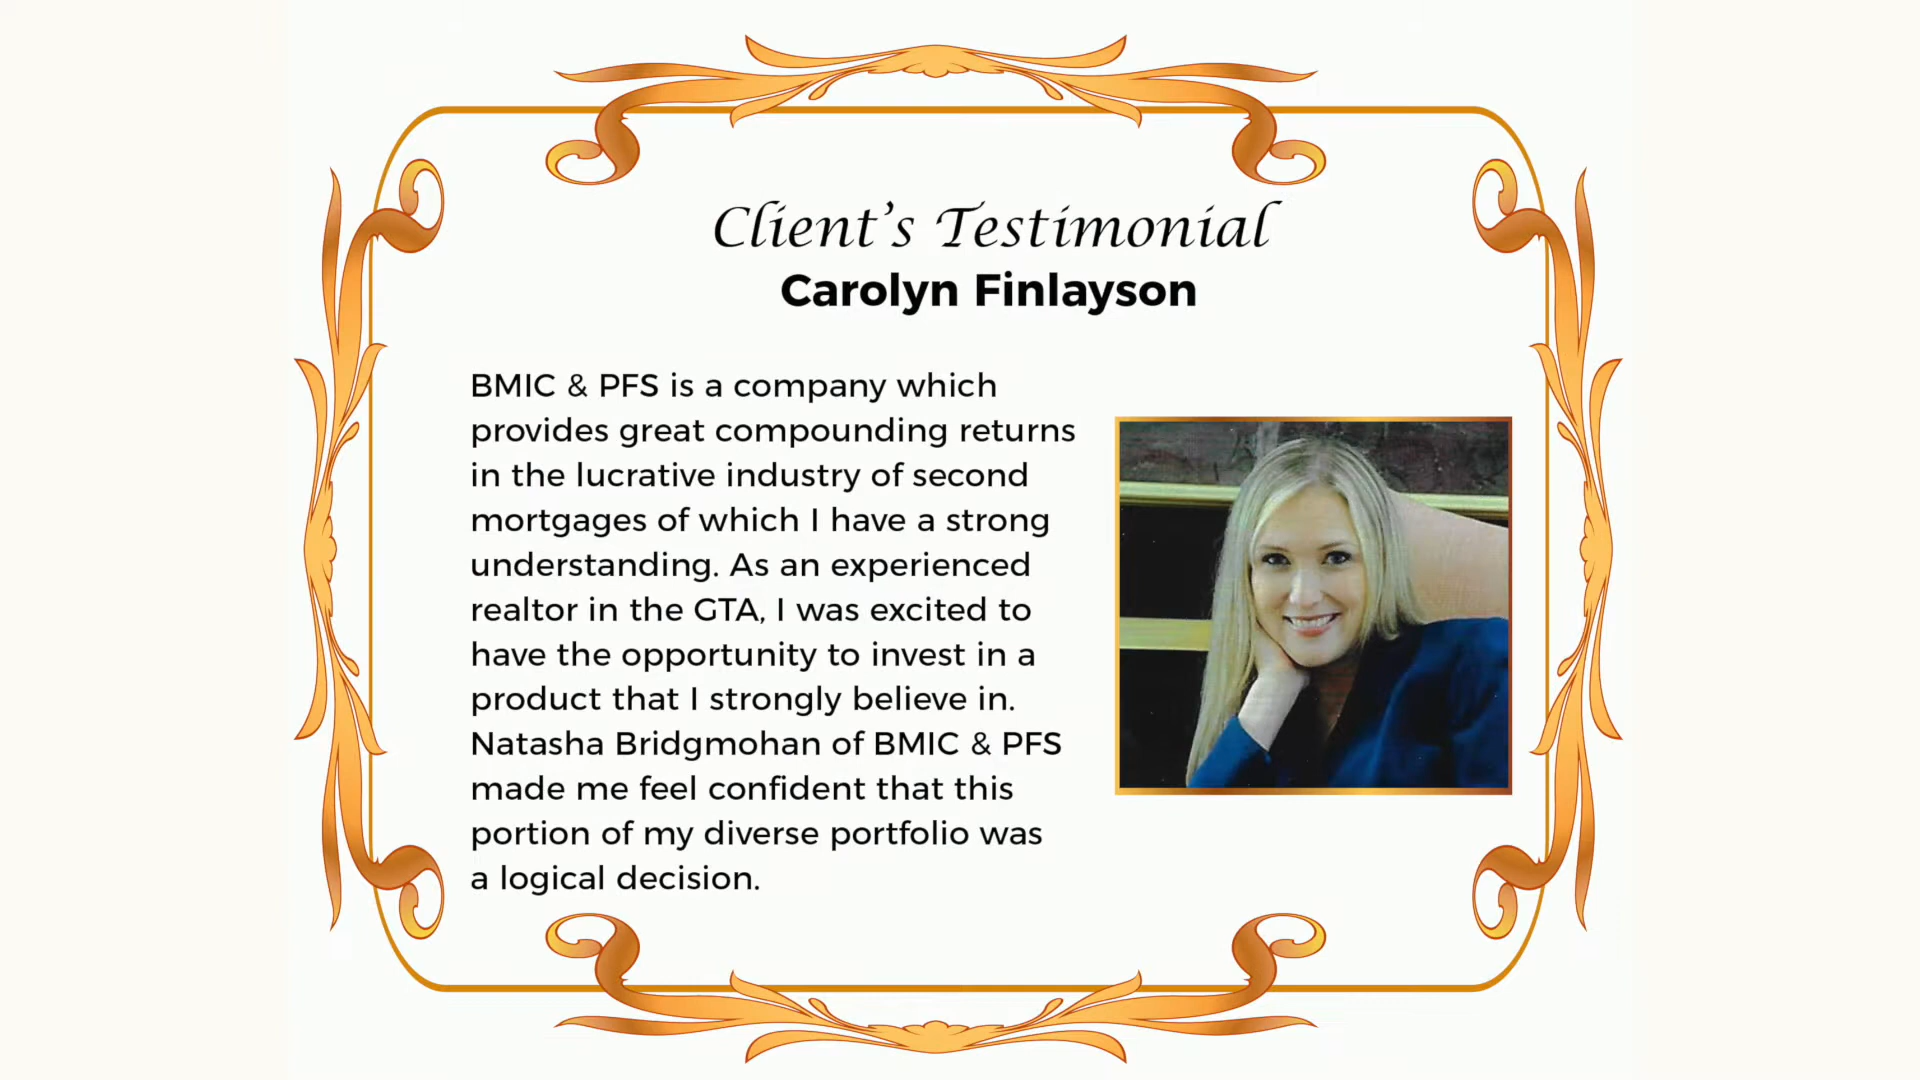 Client's Testimonial
Carolyn Finlayson
BMIC & PFS is a company which
provides great compounding returns
in the lucrative industry of second
mortgages of which I have a strong
understanding. As an experienced
realtor in the GTA, I was excited to
have the opportunity to invest in a
product that I strongly believe in.
Natasha Bridgmohan of BMIC & PFS
made me feel confident that this
portion of my diverse portfolio was
a logical decision.